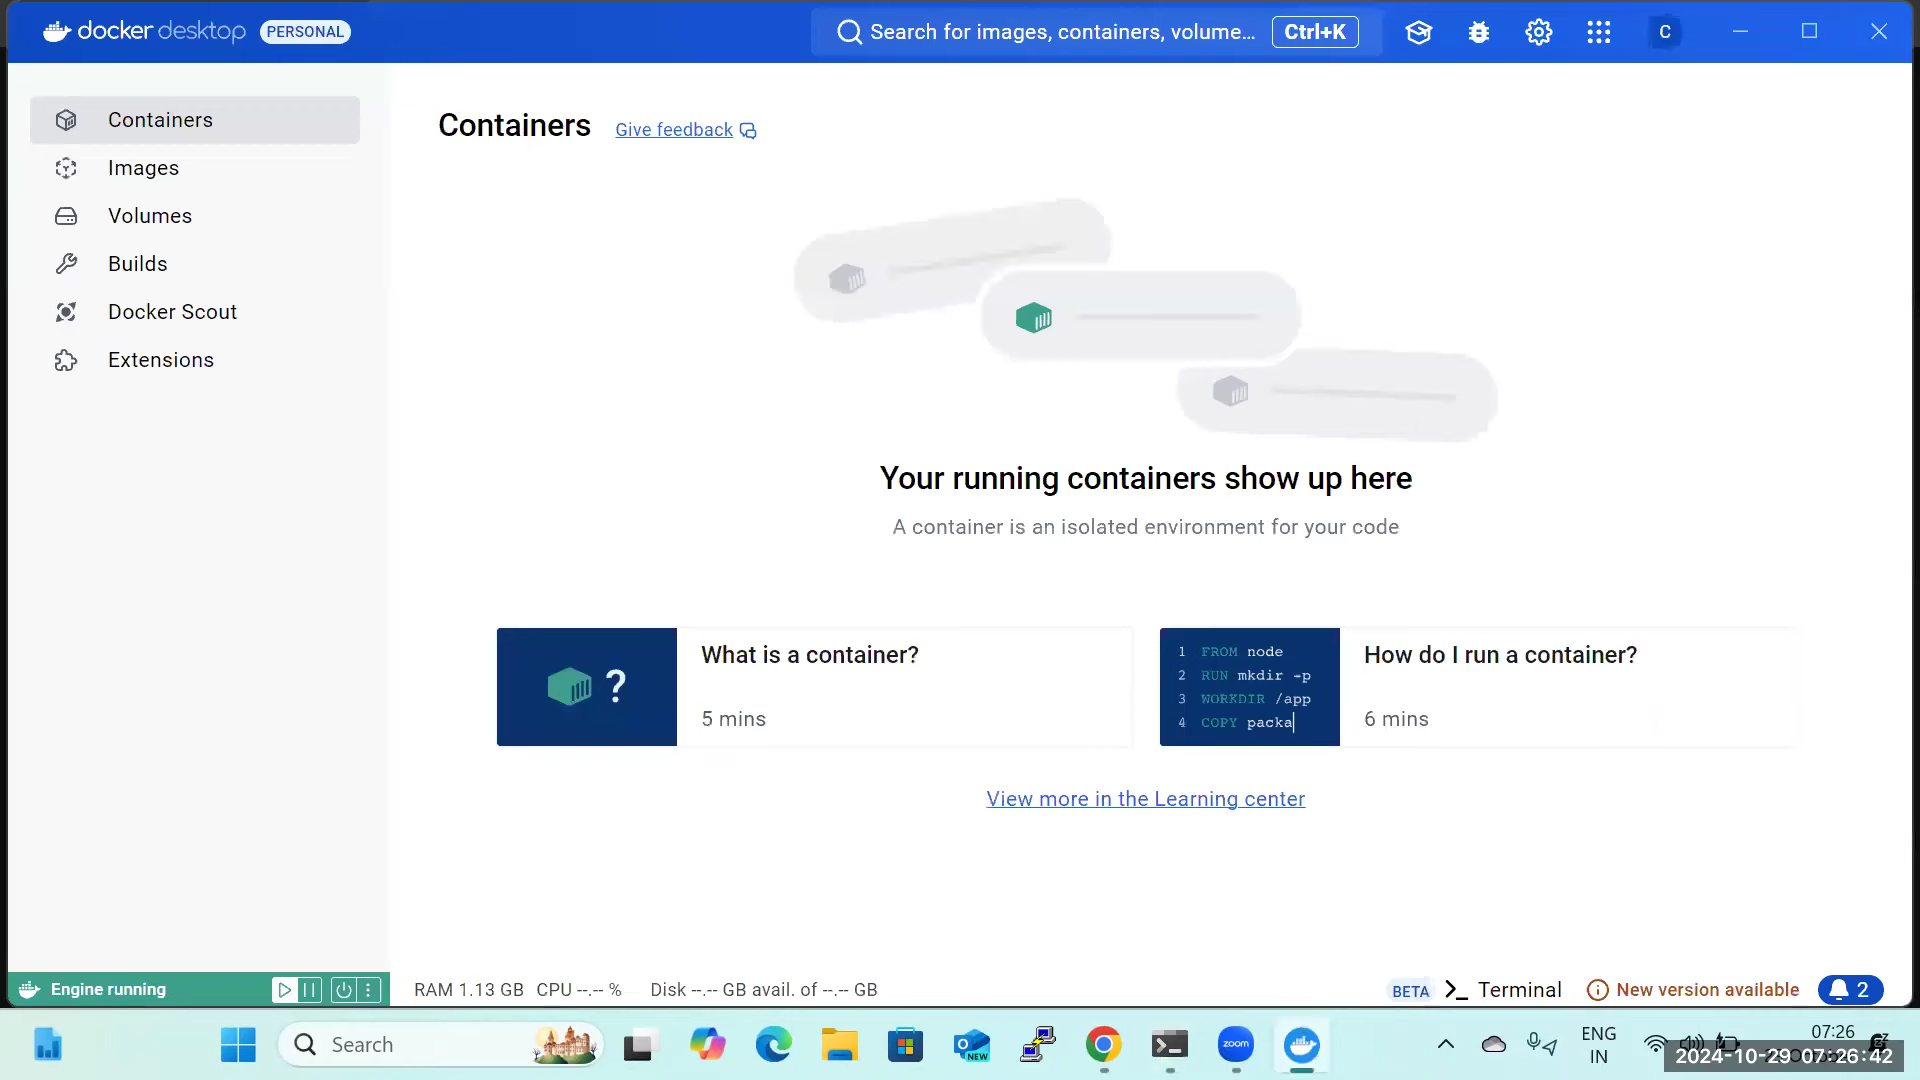 docker desktop PERSONAL
Search for images, containers, volume... Ctrl+K
C
Containers
Images
Volumes
Builds
Docker Scout
Extensions
Containers Give feedback
Your running containers show up here
A container is an isolated environment for your code
?
What is a container?
5 mins
1 FROM node
2 RUN mkdir -p
3 WORKDIR /app
4 COPY packa
How do I run a container?
6 mins
View more in the Learning center
Engine running
RAM 1.13 GB CPU --.-- % Disk --.-- GB avail. of --.-- GB
BETA Terminal New version available 2
Search
NEW
zoom
ENG
IN
07:26
2024-10-29 07:26:42